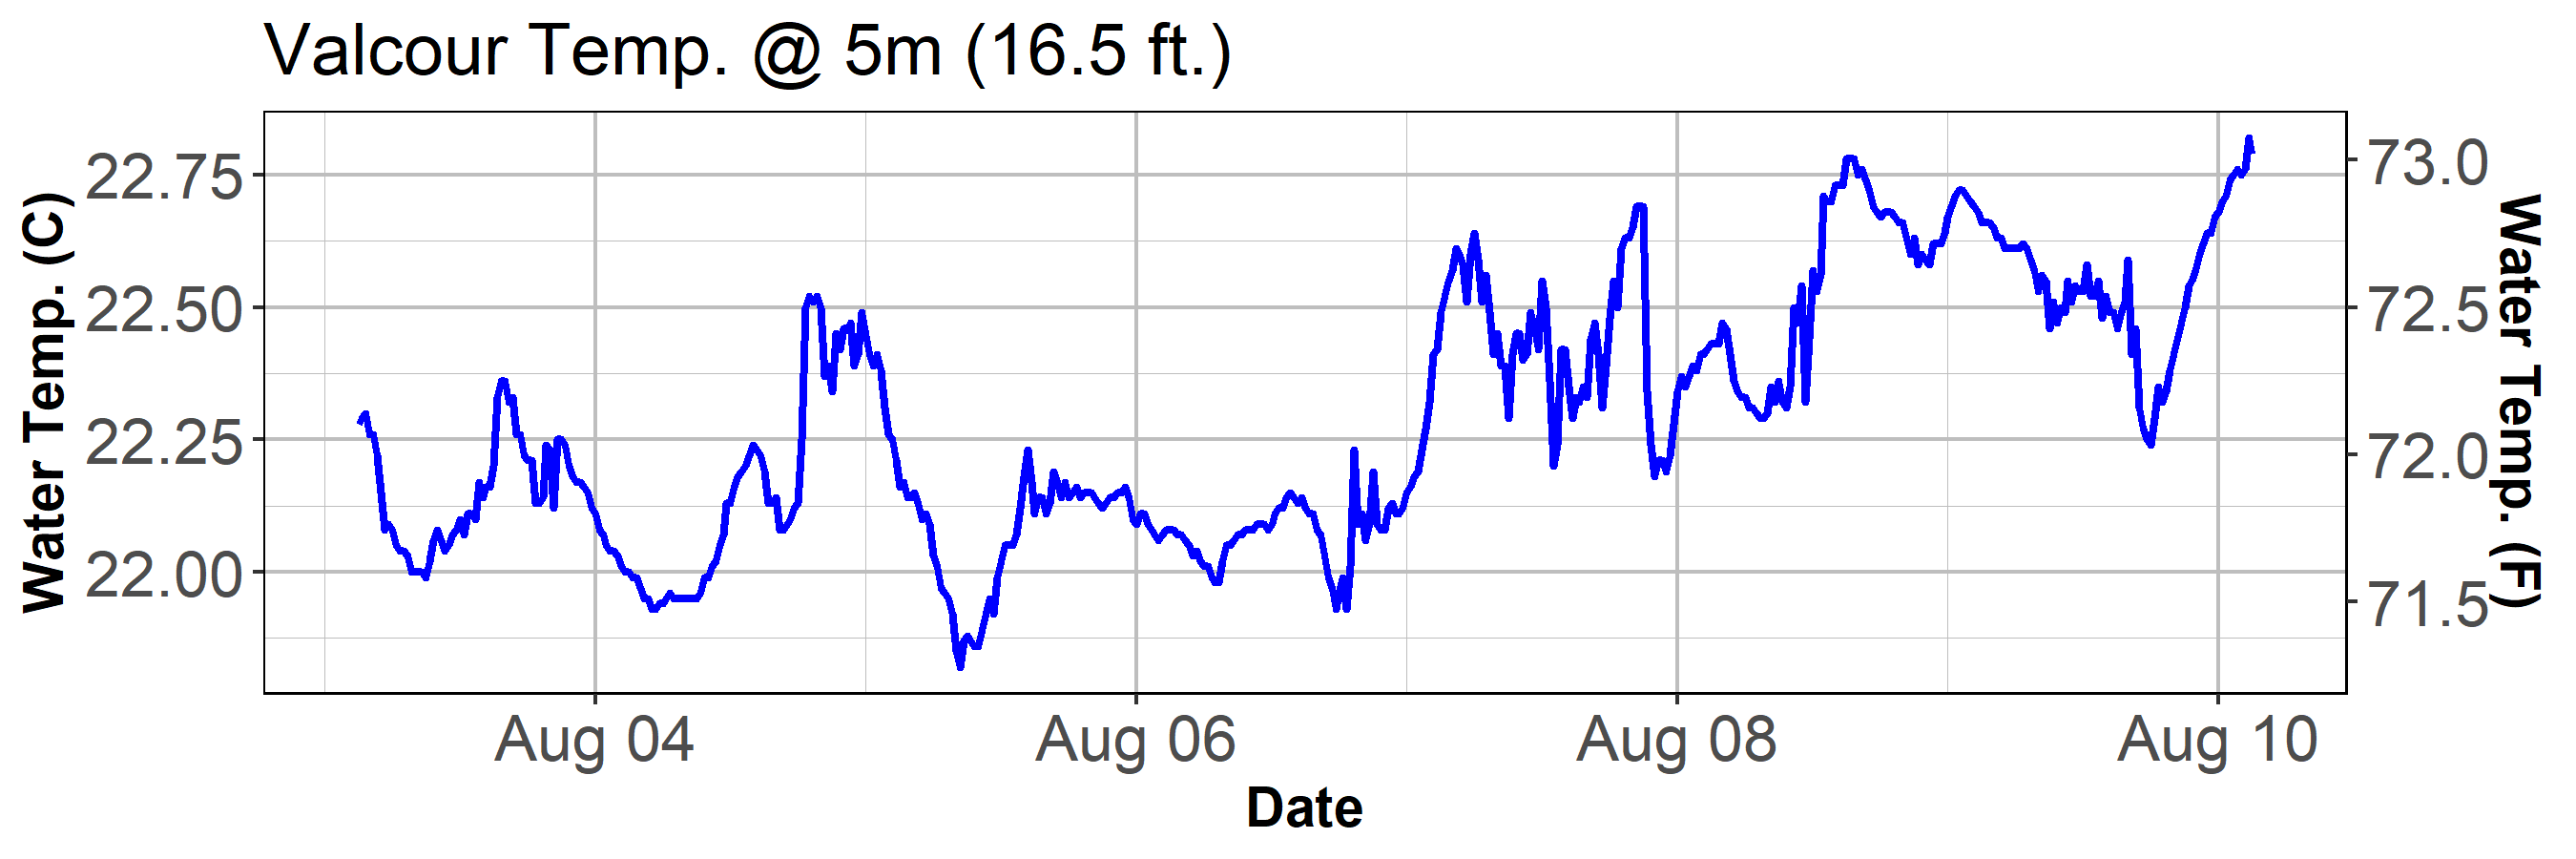 Valcour Temp. @ 5m (16.5 ft.)
Water Temp. (C)
22.75
22.50
22.25
22.00
73.0
72.5
72.0
71.5
Water Temp. (F)
Aug 04 Aug 06 Aug 08 Aug 10
Date